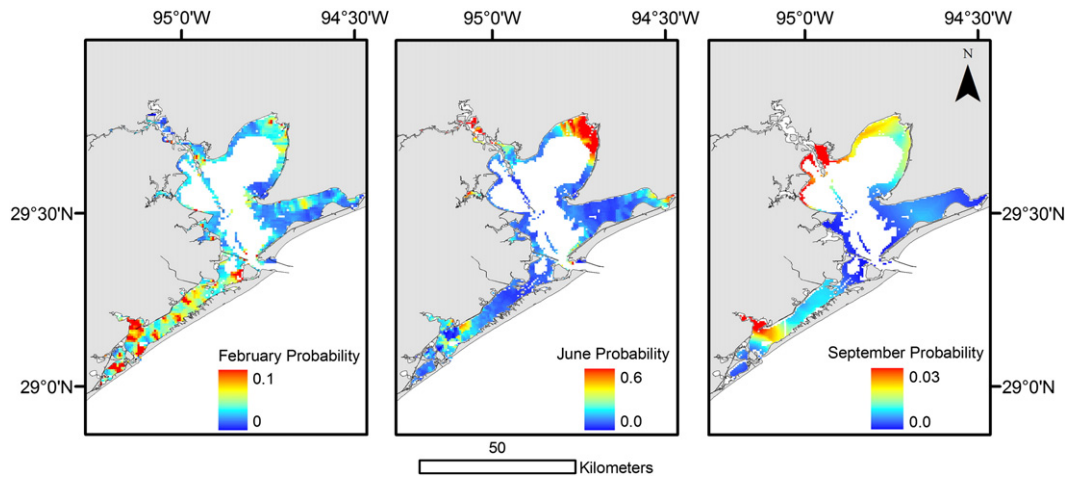 95°0'W 94°30'W 95°0'W 94°30'W 95°0'W 94°30'W
N
29°30'N 29°30'N
February Probability
0.1
0
June Probability
0.6
0.0
September Probability
0.03
0.0
29°0'N 29°0'N
50
Kilometers